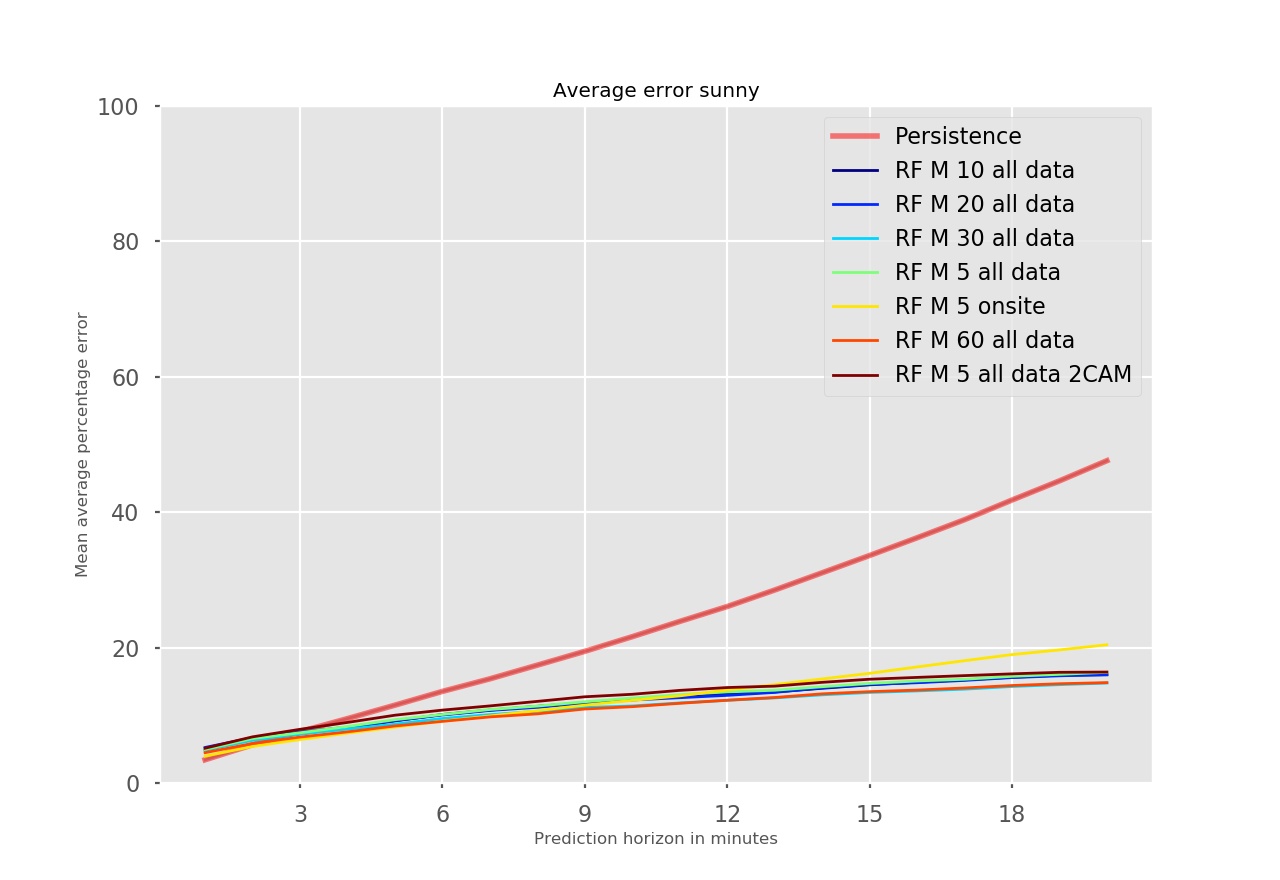 Average error sunny
Mean average percentage error
100
80
60
40
20
0
Persistence
RF M 10 all data
RF M 20 all data
RF M 30 all data
RF M 5 all data
RF M 5 onsite
RF M 60 all data
RF M 5 all data 2CAM
3 6 9 12 15 18
Prediction horizon in minutes